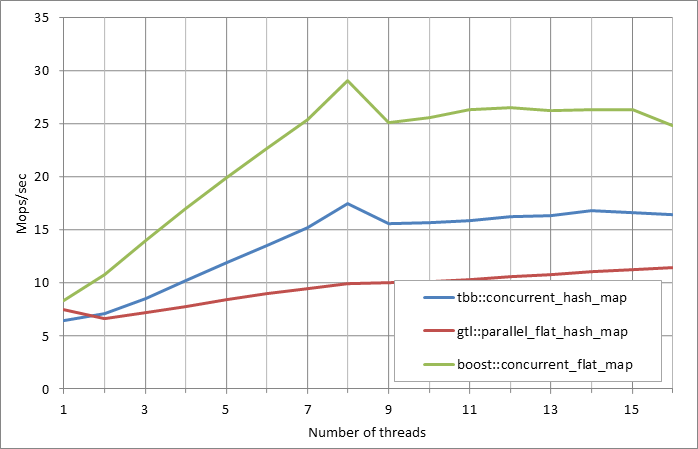 35
30
25
20
15
10
5
0
Mops/sec
1 3 5 7 9 11 13 15
Number of threads
tbb::concurrent_hash_map
gtl::parallel_flat_hash_map
boost::concurrent_flat_map